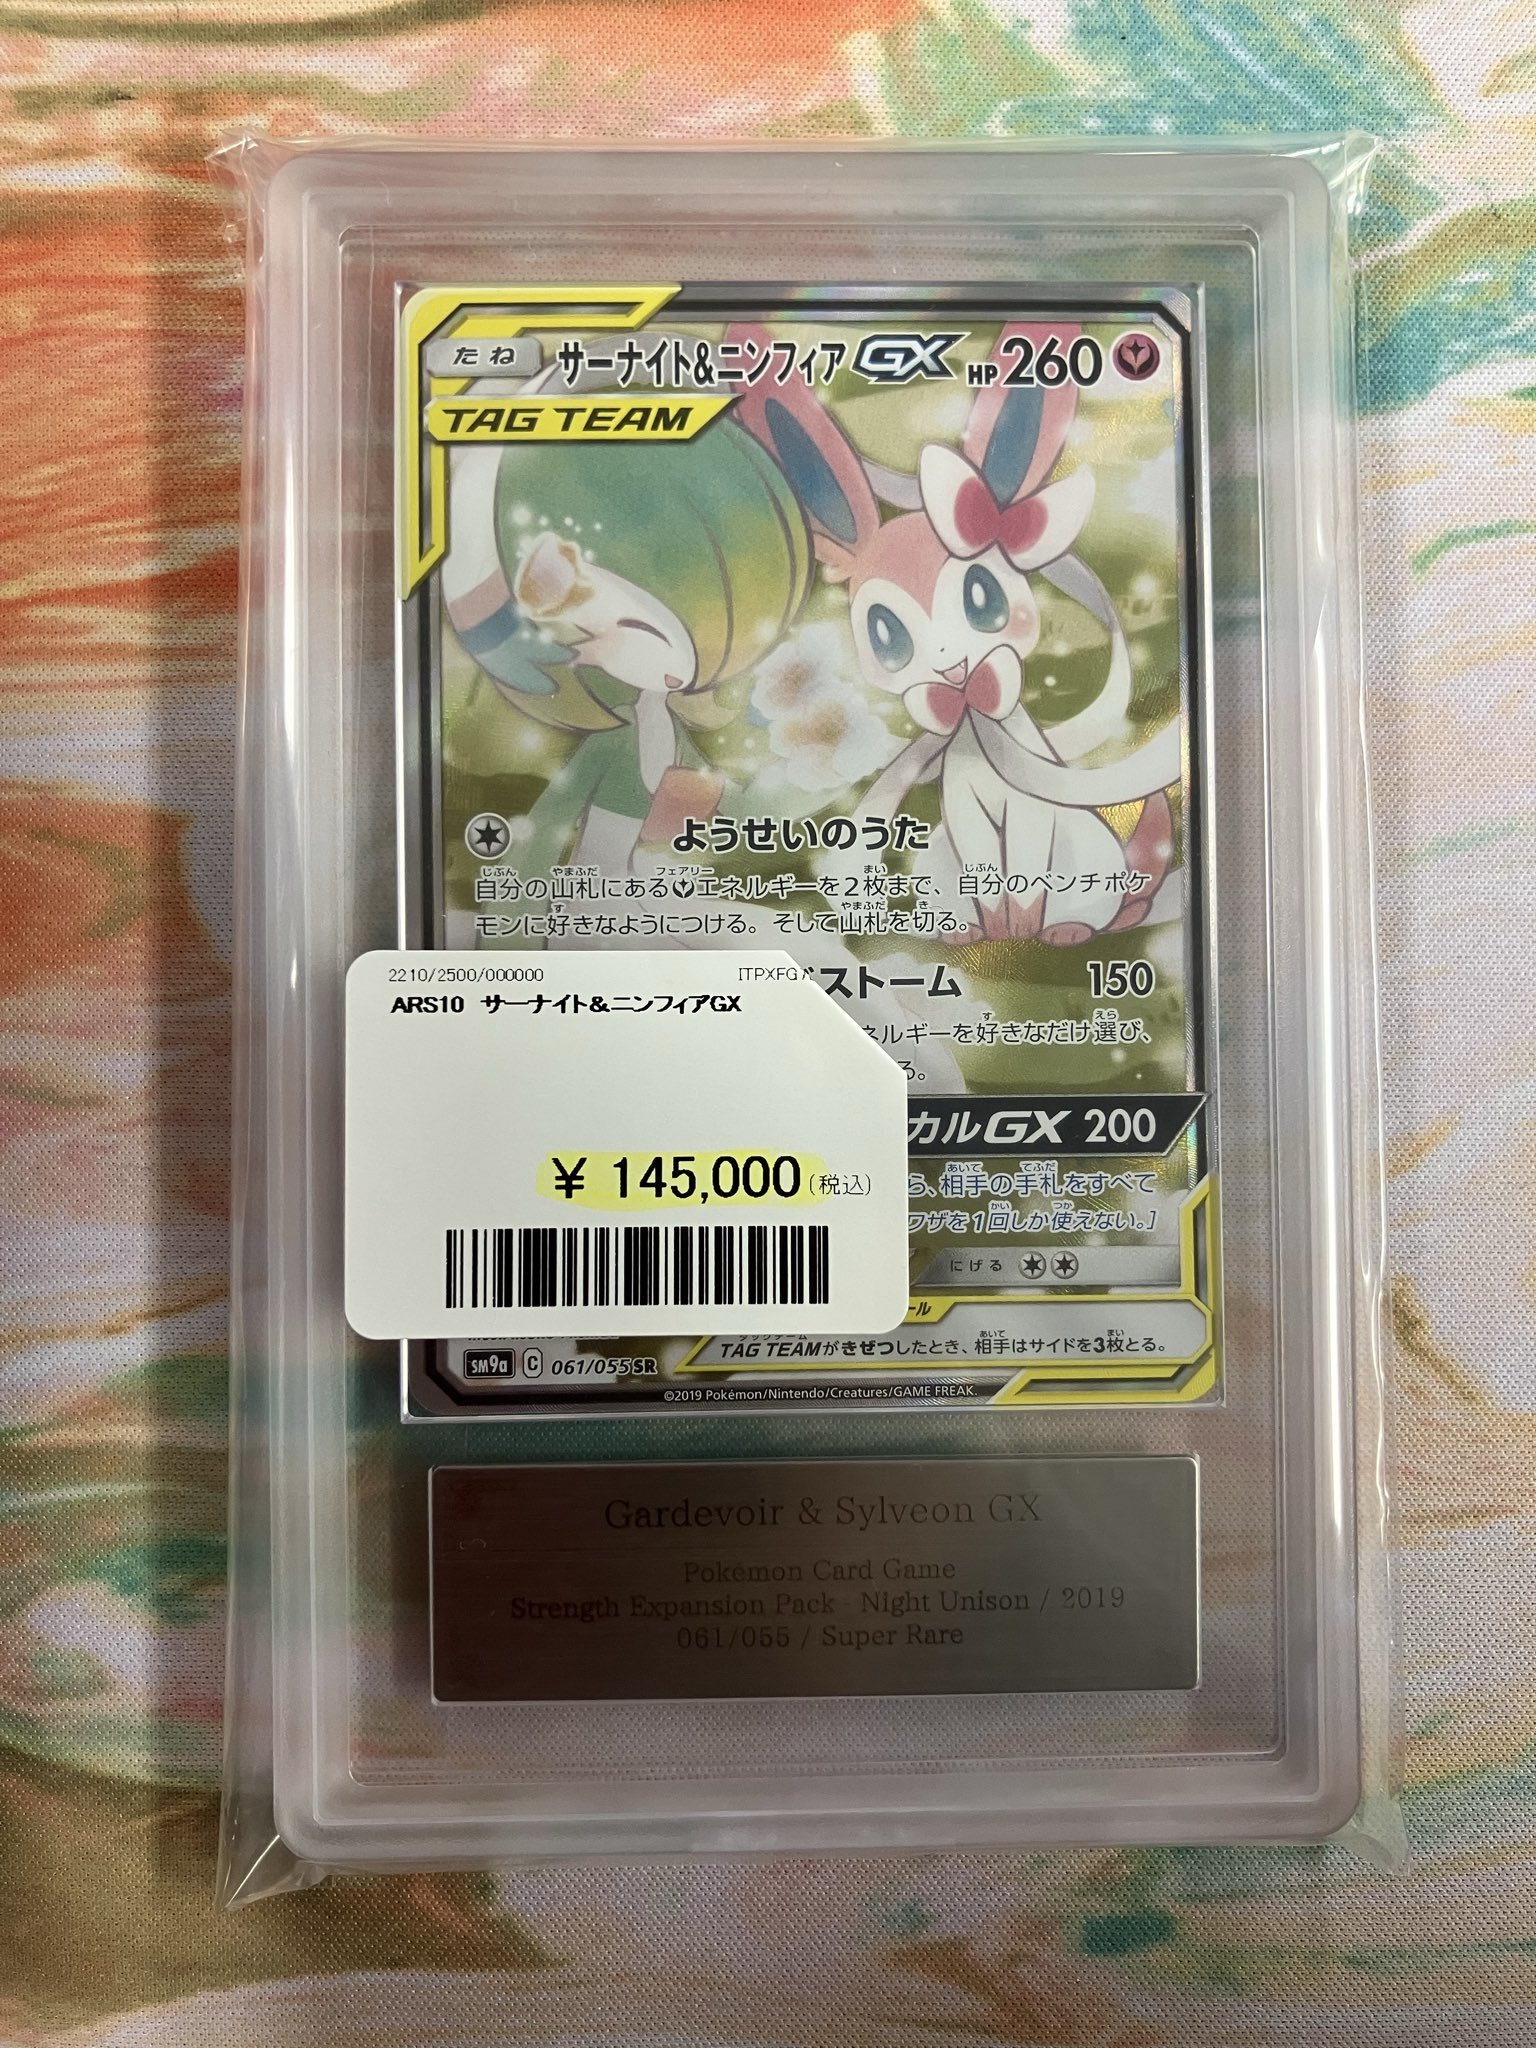 たね サーナイト&ニンフィアGX HP260
TAG TEAM
ようせいのうた
自分の山札にあるエネルギーを2枚まで、自分のベンチポケ
モンに好きなようにつける。そして山札を切る。
ストーム 150
ネルギーを好きなだけ選び、
る。
カルGX 200
ら、相手の手札をすべて
ワザを1回しか使えない。]
にげる
ール
TAG TEAMがきぜつしたとき、相手はサイドを3枚とる。
SM9a C 061/055 SR
©2019 Pokémon/Nintendo/Creatures/GAME FREAK.
2210/2500/000000 ITPXFG
ARS10 サーナイト&ニンフィアGX
¥ 145,000(税込)
Gardevoir & Sylveon GX
Pokémon Card Game
Strength Expansion Pack - Night Unison / 2019
061/055 / Super Rare